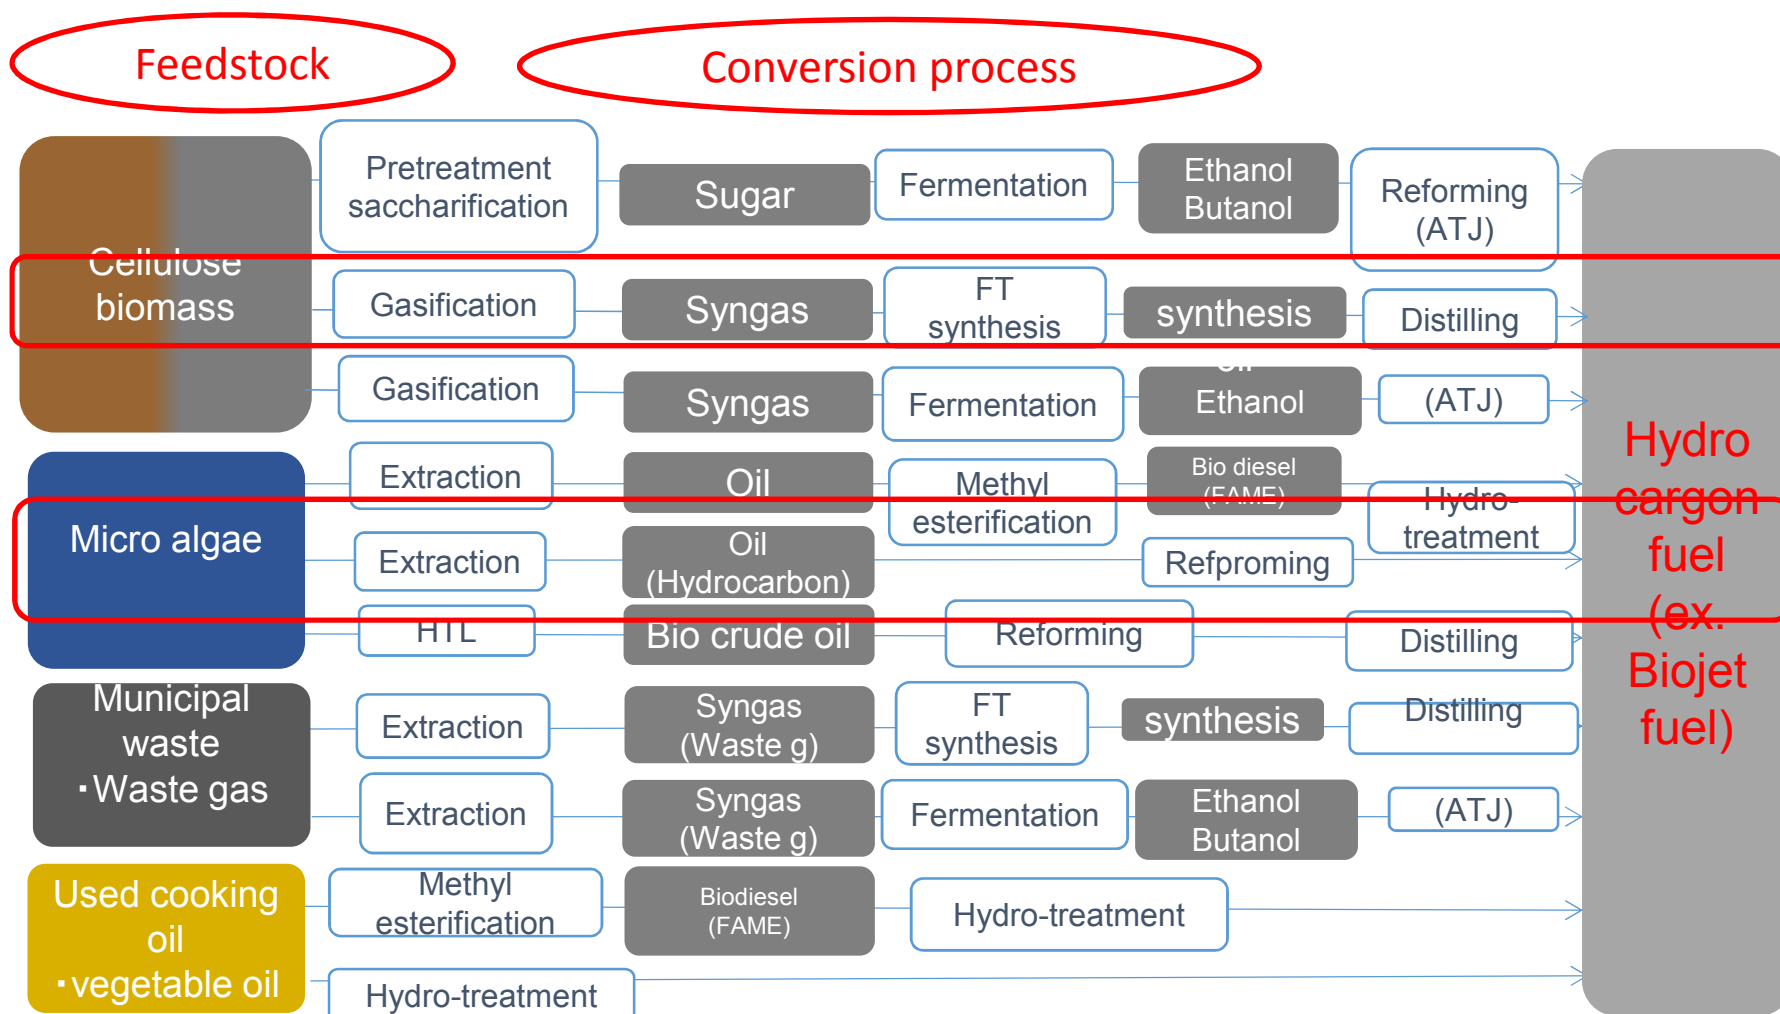 Feedstock
Conversion process
Cellulose
biomass
Pretreatment
saccharification
Sugar
Fermentation
Ethanol
Butanol
Reforming
(ATJ)
Gasification
Syngas
FT
synthesis
synthesis
oil
Distilling
Gasification
Syngas
Fermentation
Ethanol
(ATJ)
Micro algae
Extraction
Oil
Methyl
esterification
Bio diesel
(FAME)
Hydro-
treatment
Extraction
Oil
(Hydrocarbon)
Refproming
HTL
Bio crude oil
Reforming
Distilling
Municipal
waste
・Waste gas
Extraction
Syngas
(Waste g)
FT
synthesis
synthesis
Distilling
Extraction
Syngas
(Waste g)
Fermentation
Ethanol
Butanol
(ATJ)
Used cooking
oil
・vegetable oil
Methyl
esterification
Biodiesel
(FAME)
Hydro-treatment
Hydro-treatment
Hydro
cargon
fuel
(ex.
Biojet
fuel)